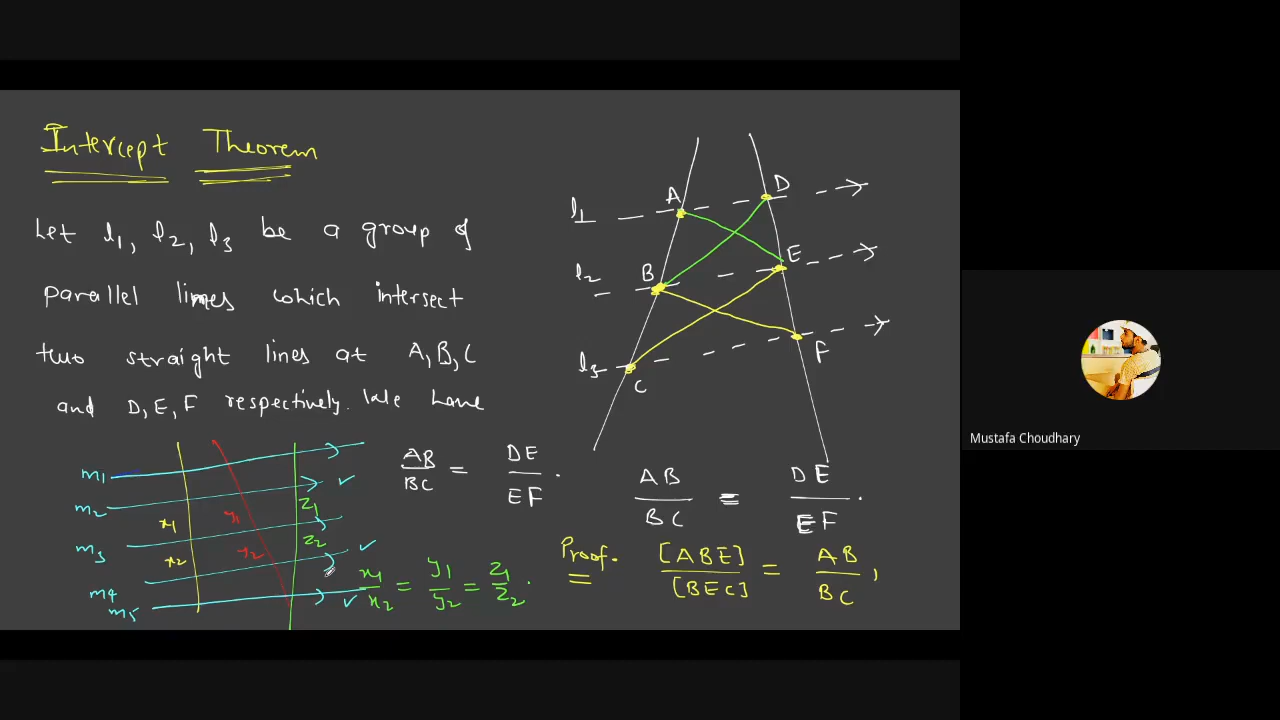 Intercept Theorem
Let l1, l2, l3 be a group of
parallel lines which intersect
two straight lines at A, B, C
and D, E, F respectively. We have
AB/BC = DE/EF.
m1
m2
m3
m4
m5
x1
x2
y1
Z1
Z2
x1/x2 = y1/y2 = Z1/Z2.
l1
l2
l3
A
D
B
E
C
F
AB/BC = DE/EF.
Proof. [ABE]/[BEC] = AB/BC,
Mustafa Choudhary